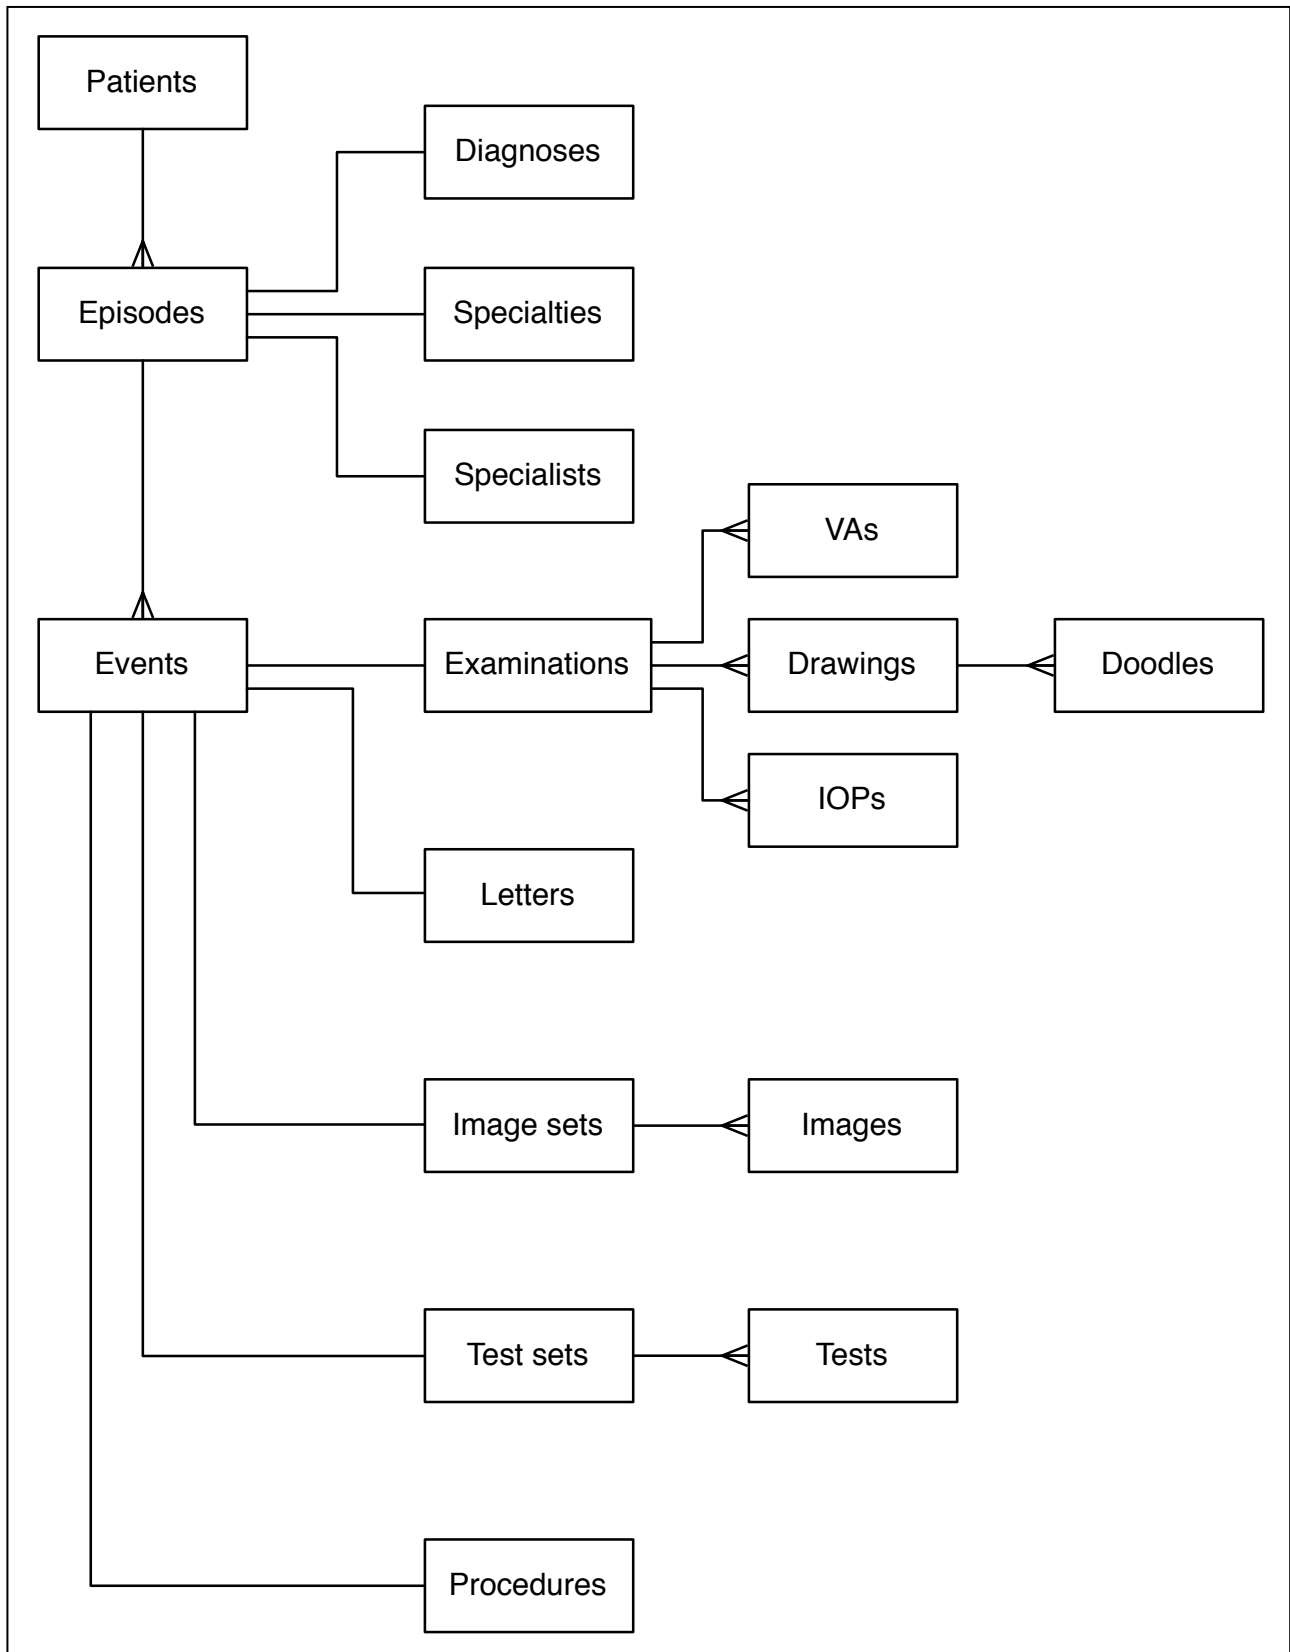 Patients
Diagnoses
Episodes
Specialties
Specialists
VAs
Events
Examinations
Drawings
Doodles
IOPs
Letters
Image sets
Images
Test sets
Tests
Procedures